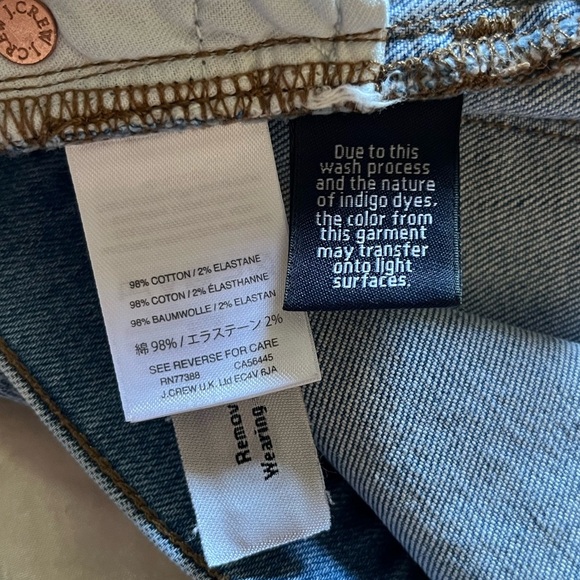 J.CREW J.CREW J.CREW
98% COTTON / 2% ELASTANE
98% COTON / 2% ÉLASTHANNE
98% BAUMWOLLE / 2% ELASTAN
綿 98% / エラステーン 2%
SEE REVERSE FOR CARE
RN77388 CA56445
J.CREW U.K. Ltd EC4V 6JA
Due to this
wash process
and the nature
of indigo dyes,
the color from
this garment
may transfer
onto light
surfaces.
Remov
Wearing